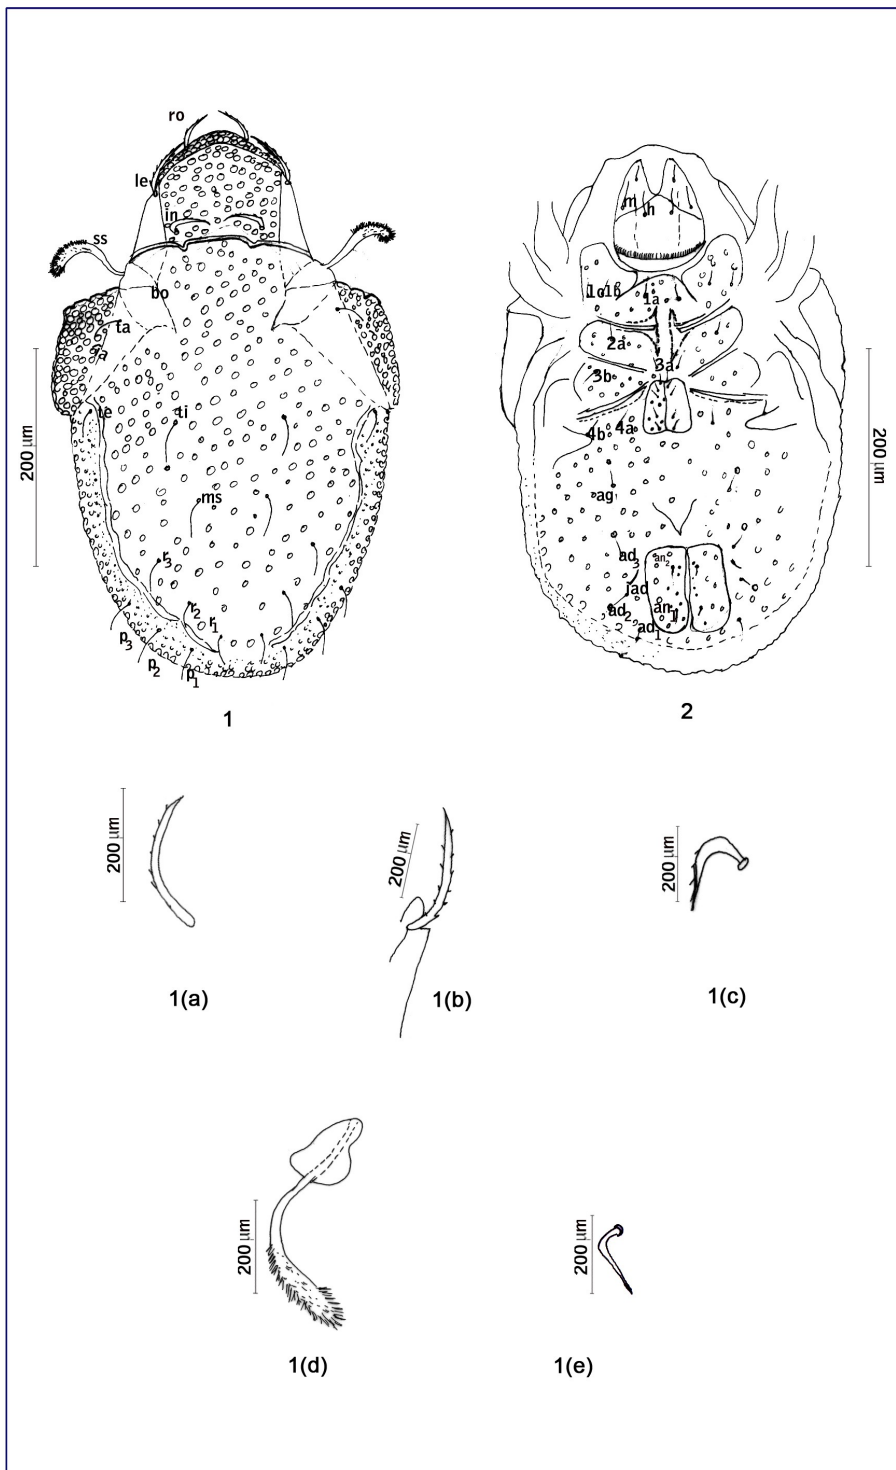 ro
le
in
ss
bo
ta
te
ti
ms
r3
r2
r1
p3
p2
p1
200 µm
1
m
h
1c 1b
1a
2a
3a
3b
4a
4b
ag
ad3
an2
iad
an1
ad2
ad1
200 µm
2
200 µm
1(a)
200 µm
1(b)
200 µm
1(c)
200 µm
1(d)
200 µm
1(e)